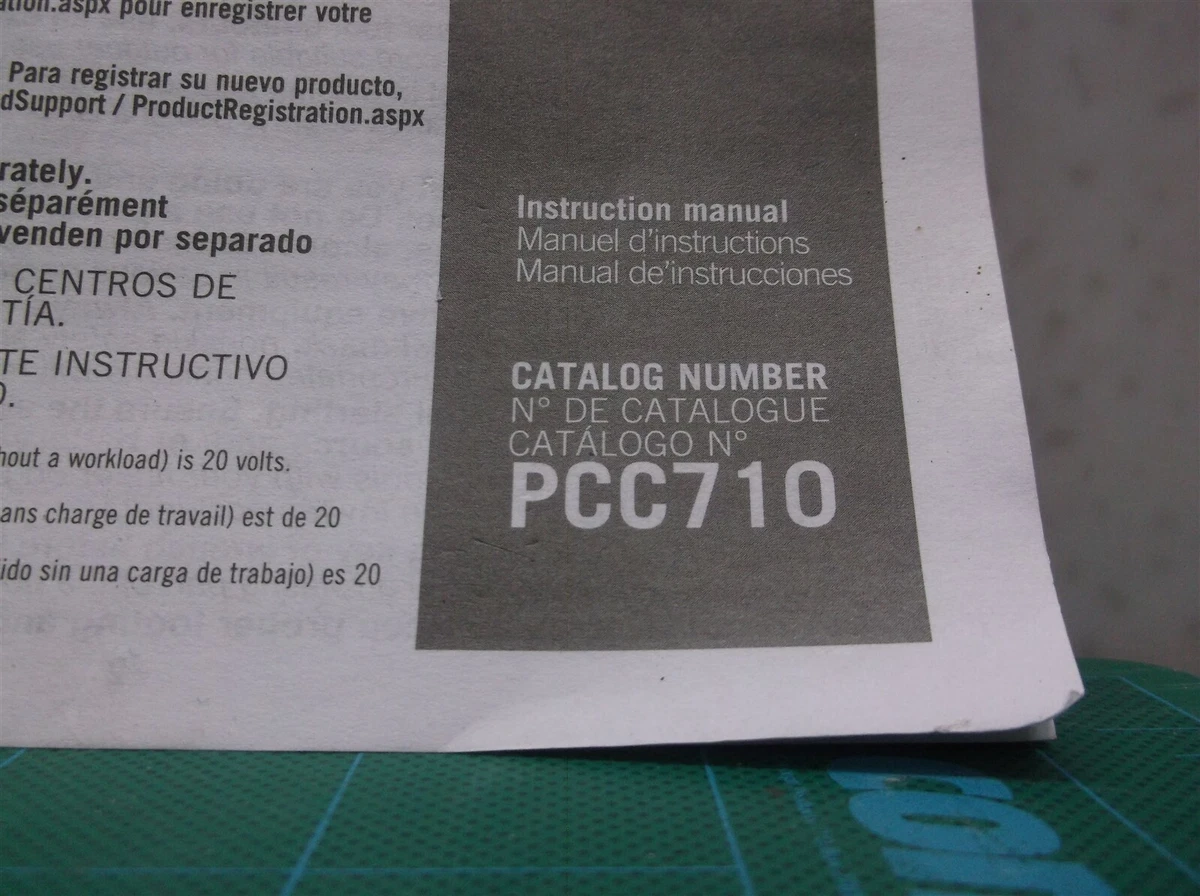 ation.aspx pour enregistrer votre
Para registrar su nuevo producto,
dSupport / ProductRegistration.aspx
rately.
séparément
venden por separado
CENTROS DE
TÍA.
TE INSTRUCTIVO
O.
hout a workload) is 20 volts.
ans charge de travail) est de 20
ido sin una carga de trabajo) es 20
Instruction manual
Manuel d'instructions
Manual de'instrucciones
CATALOG NUMBER
N° DE CATALOGUE
CATÁLOGO N°
PCC710